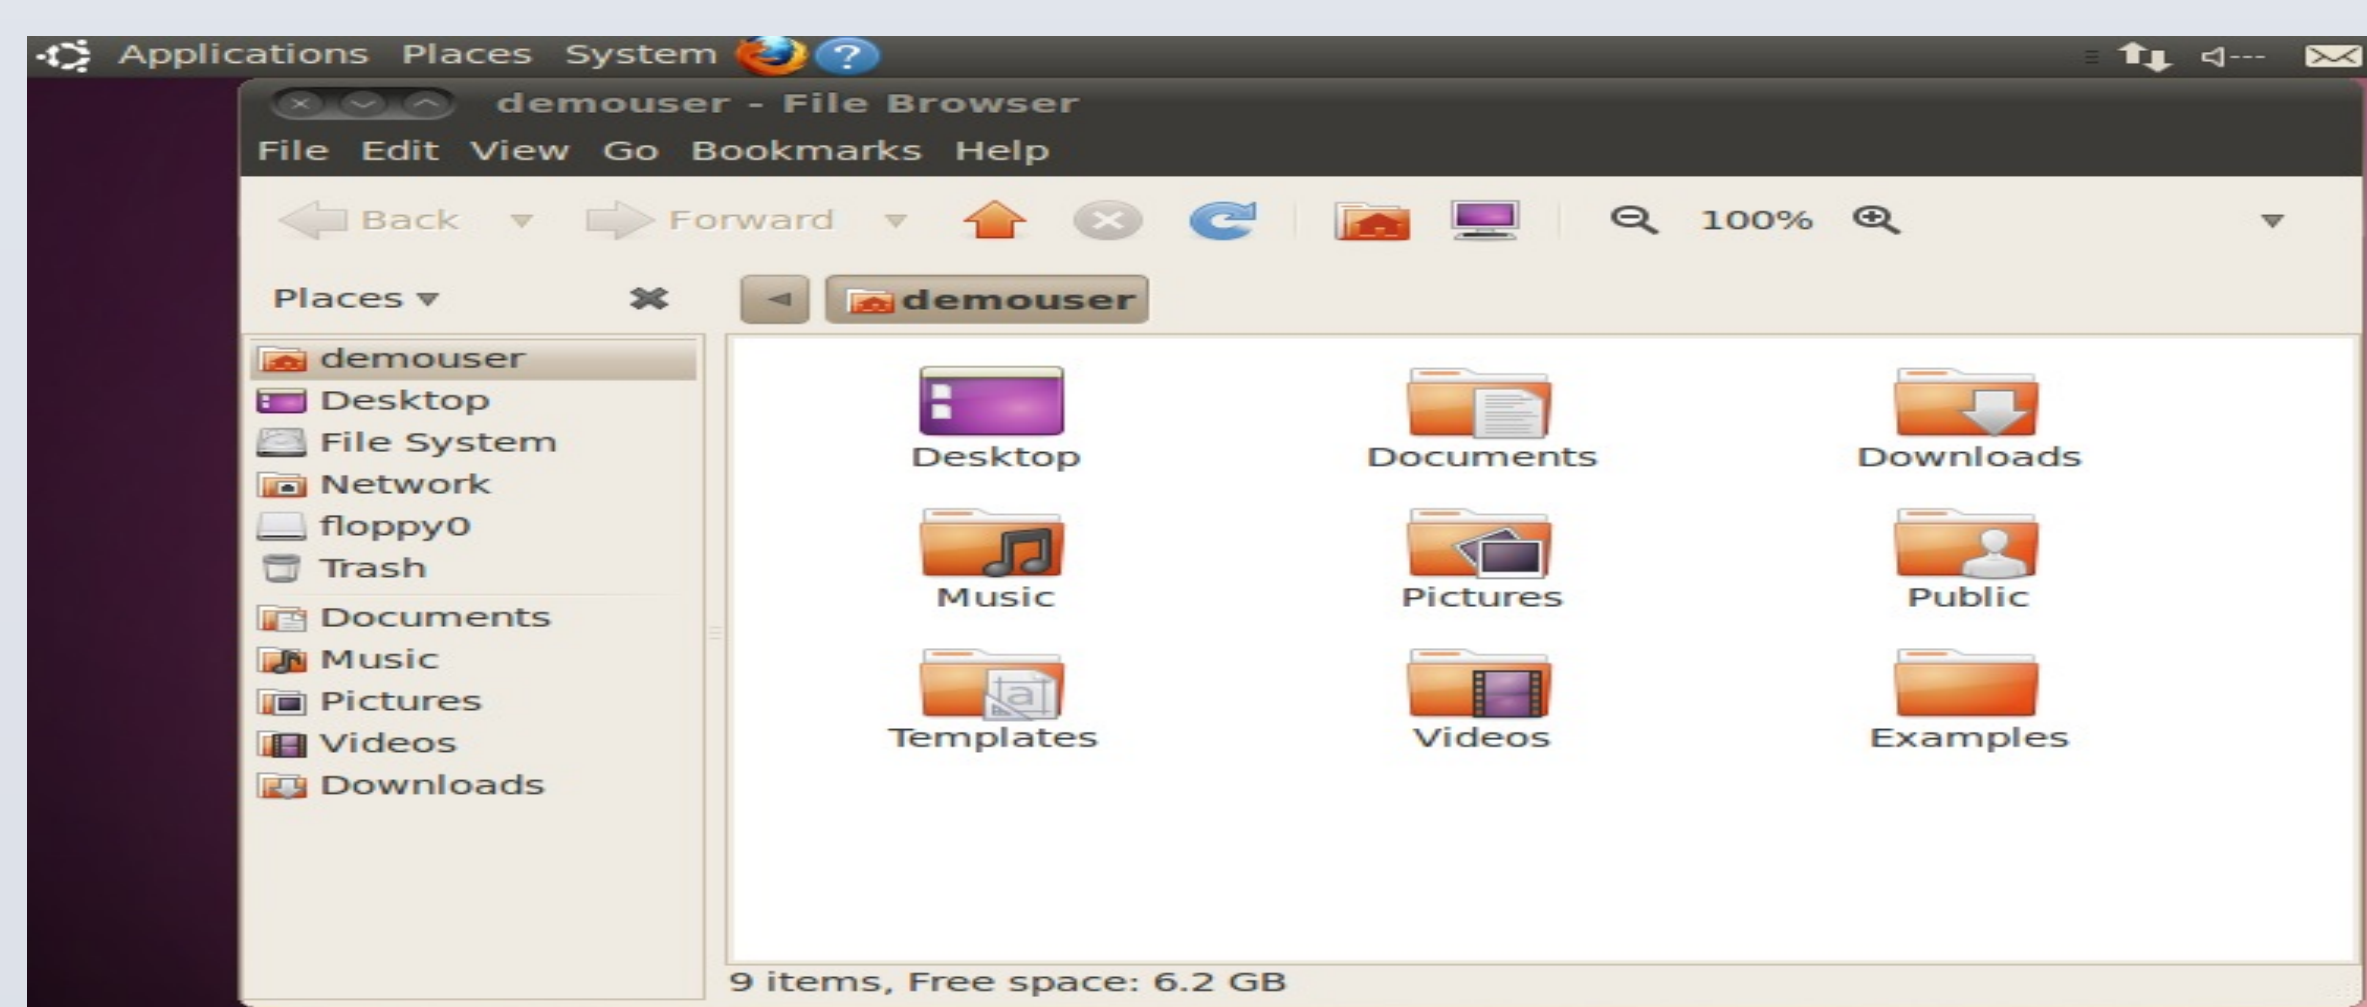 Applications Places System
demouser - File Browser
File Edit View Go Bookmarks Help
Back Forward 100%
Places demouser
demouser
Desktop
File System
Network
floppy0
Trash
Documents
Music
Pictures
Videos
Downloads
Desktop Documents Downloads
Music Pictures Public
Templates Videos Examples
9 items, Free space: 6.2 GB